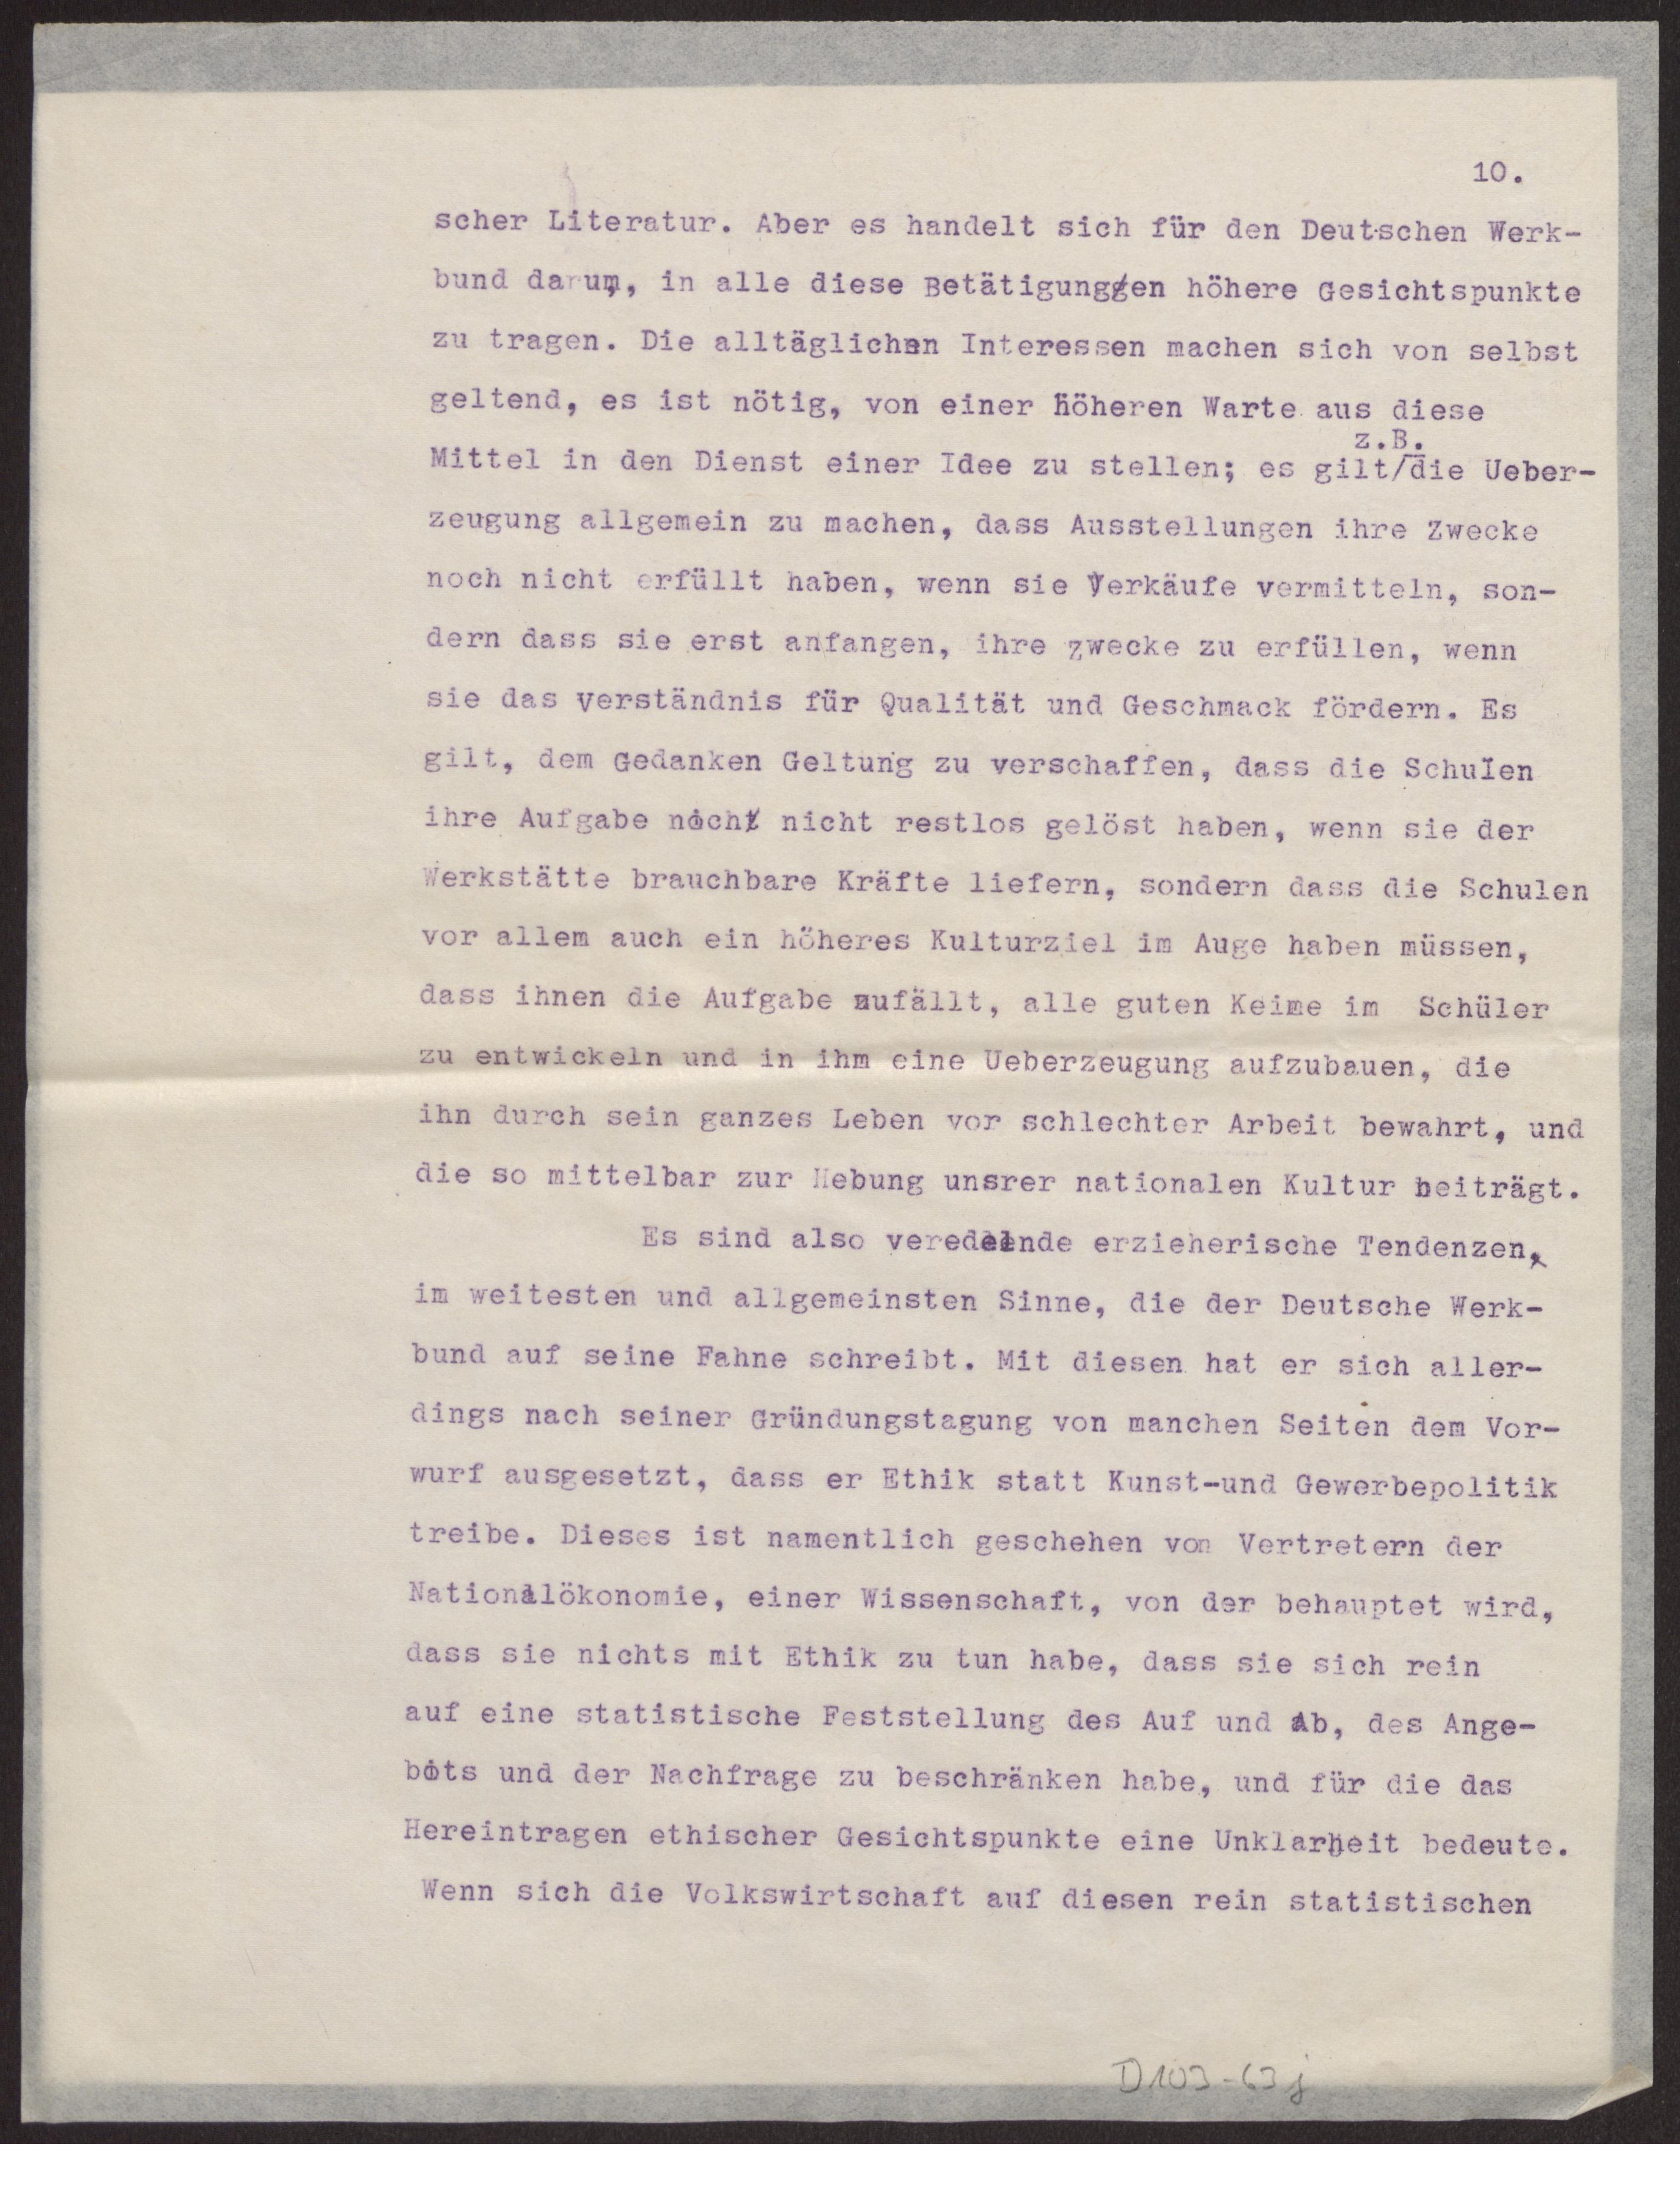 10.
scher Literatur. Aber es handelt sich für den Deutschen Werk-
bund darum, in alle diese Betätigungen höhere Gesichtspunkte
zu tragen. Die alltäglichen Interessen machen sich von selbst
geltend, es ist nötig, von einer höheren Warte aus diese
z.B.
Mittel in den Dienst einer Idee zu stellen; es gilt/die Ueber-
zeugung allgemein zu machen, dass Ausstellungen ihre Zwecke
noch nicht erfüllt haben, wenn sie Verkäufe vermitteln, son-
dern dass sie erst anfangen, ihre Zwecke zu erfüllen, wenn
sie das Verständnis für Qualität und Geschmack fördern. Es
gilt, dem Gedanken Geltung zu verschaffen, dass die Schulen
ihre Aufgabe noch nicht restlos gelöst haben, wenn sie der
Werkstätte brauchbare Kräfte liefern, sondern dass die Schulen
vor allem auch ein höheres Kulturziel im Auge haben müssen,
dass ihnen die Aufgabe zufällt, alle guten Keime im Schüler
zu entwickeln und in ihm eine Ueberzeugung aufzubauen, die
ihn durch sein ganzes Leben vor schlechter Arbeit bewahrt, und
die so mittelbar zur Hebung unsrer nationalen Kultur beiträgt.
Es sind also veredelnde erzieherische Tendenzen
im weitesten und allgemeinsten Sinne, die der Deutsche Werk-
bund auf seine Fahne schreibt. Mit diesen hat er sich aller-
dings nach seiner Gründungstagung von manchen Seiten dem Vor-
wurf ausgesetzt, dass er Ethik statt Kunst-und Gewerbepolitik
treibe. Dieses ist namentlich geschehen von Vertretern der
Nationalökonomie, einer Wissenschaft, von der behauptet wird,
dass sie nichts mit Ethik zu tun habe, dass sie sich rein
auf eine statistische Feststellung des Auf und Ab, des Ange-
bots und der Nachfrage zu beschränken habe, und für die das
Hereintragen ethischer Gesichtspunkte eine Unklarheit bedeute.
Wenn sich die Volkswirtschaft auf diesen rein statistischen
D103-63j